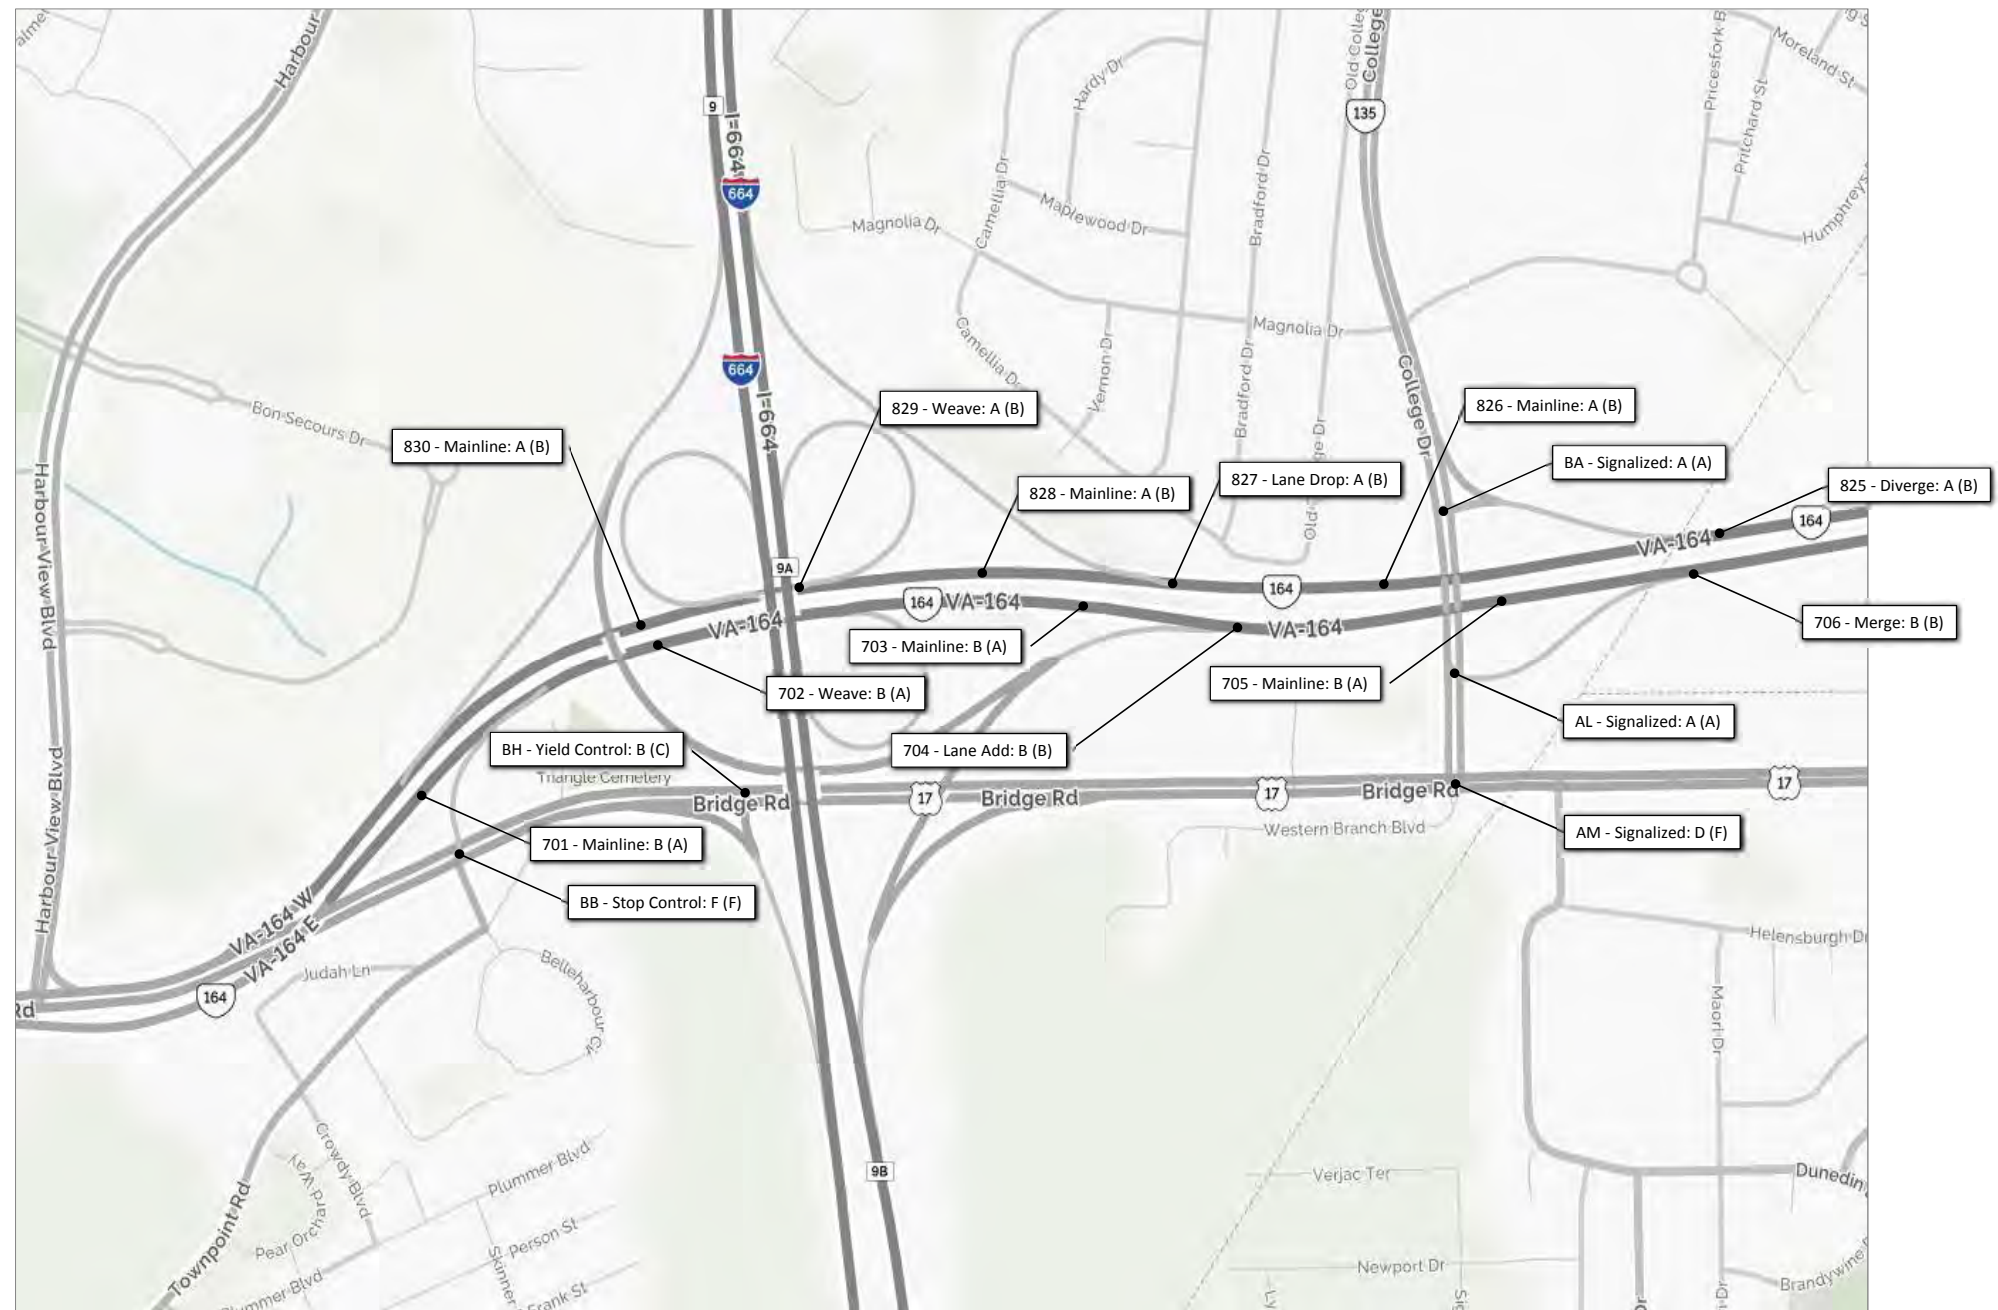 Harbour
9
I-664
664
Hardy Dr
Old College
College
135
Pricesfork B
Pritchard St
Moreland St
Humphreys
Camellia Dr
Maplewood Dr
Magnolia Dr
Bradford Dr
Magnolia Dr
664
I-664
Camellia Dr
Vernon Dr
Bradford Dr
College Dr
Bon Secours Dr
829 - Weave: A (B)
826 - Mainline: A (B)
830 - Mainline: A (B)
BA - Signalized: A (A)
828 - Mainline: A (B)
827 - Lane Drop: A (B)
825 - Diverge: A (B)
Harbour View Blvd
164
VA-164
9A
164
164
VA-164
VA-164
VA-164
706 - Merge: B (B)
703 - Mainline: B (A)
702 - Weave: B (A)
705 - Mainline: B (A)
AL - Signalized: A (A)
BH - Yield Control: B (C)
704 - Lane Add: B (B)
Triangle Cemetery
Harbour View Blvd
Bridge Rd
17
Bridge Rd
17
Bridge Rd
17
Western Branch Blvd
AM - Signalized: D (F)
701 - Mainline: B (A)
BB - Stop Control: F (F)
VA-164 W
VA-164 E
164
Rd
Judah Ln
Belleharbour Cv
Helensburgh Dr
Maori Dr
Crowdy Blvd
Pear Orchard Way
Plummer Blvd
9B
Verjac Ter
Dunedin
Townpoint Rd
Person St
Skinner
Frank St
Newport Dr
Brandywine